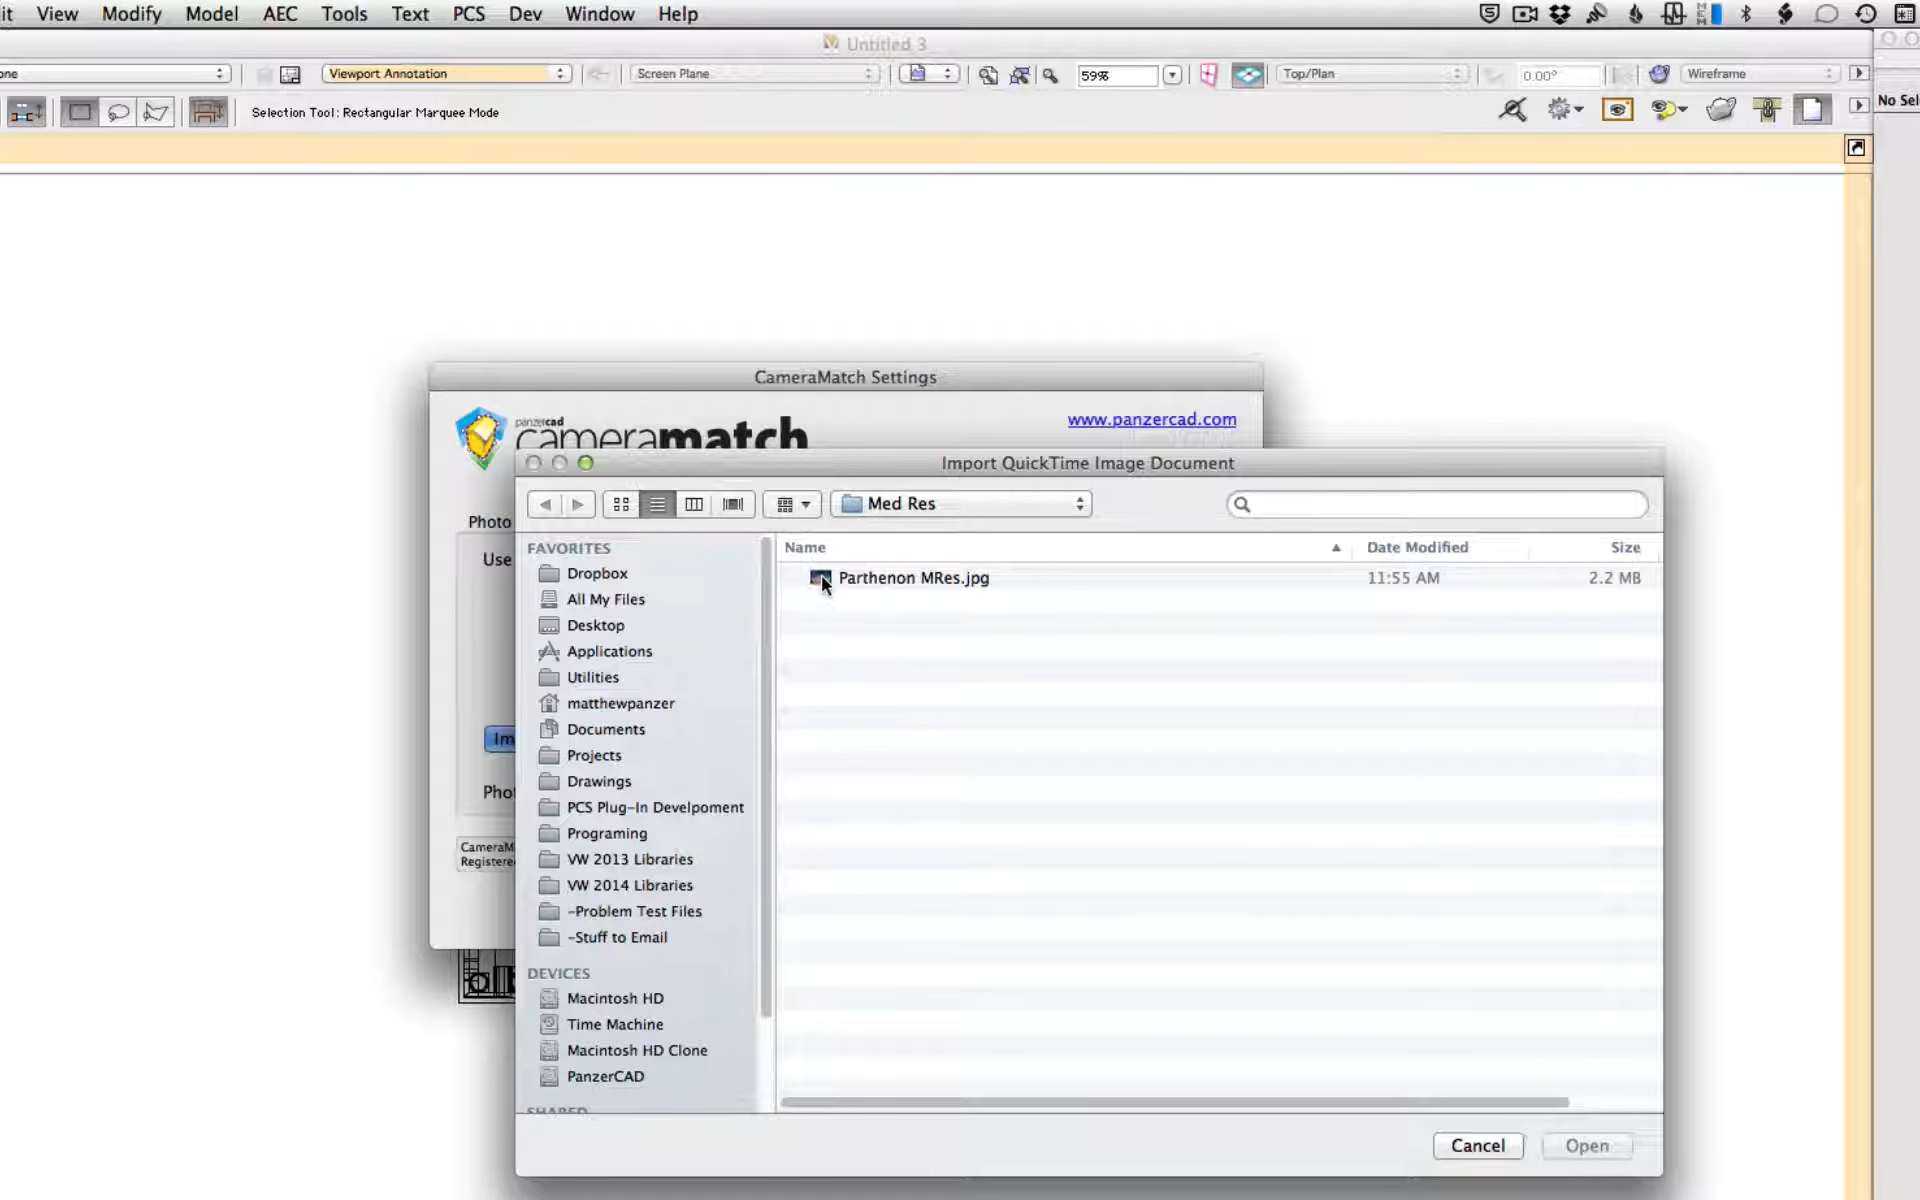 it View Modify Model AEC Tools Text PCS Dev Window Help
Untitled 3
one Viewport Annotation Screen Plane 59% Top/Plan 0.00° Wireframe
Selection Tool: Rectangular Marquee Mode
No Sel
CameraMatch Settings
panzercad
cameramatch
www.panzercad.com
Import QuickTime Image Document
Med Res
Photo
Use
Im
Phot
CameraM
Registere
FAVORITES
Dropbox
All My Files
Desktop
Applications
Utilities
matthewpanzer
Documents
Projects
Drawings
PCS Plug-In Develpoment
Programing
VW 2013 Libraries
VW 2014 Libraries
-Problem Test Files
-Stuff to Email
DEVICES
Macintosh HD
Time Machine
Macintosh HD Clone
PanzerCAD
SHARED
Name Date Modified Size
Parthenon MRes.jpg 11:55 AM 2.2 MB
Cancel Open